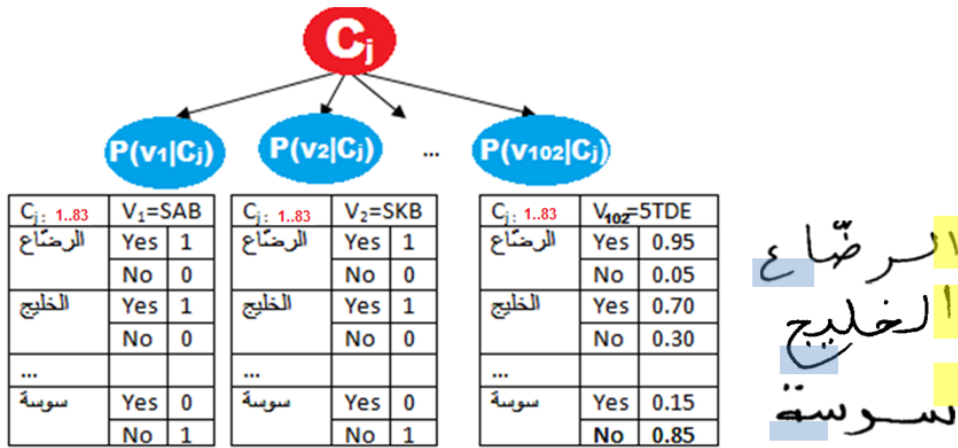 Cj
P(v1|Cj) P(v2|Cj) ... P(v102|Cj)
Cj: 1..83 V1=SAB
الرضّاع Yes 1
No 0
الخليج Yes 1
No 0
...
سوسة Yes 0
No 1
Cj: 1..83 V2=SKB
الرضّاع Yes 1
No 0
الخليج Yes 1
No 0
...
سوسة Yes 0
No 1
Cj: 1..83 V102=5TDE
الرضّاع Yes 0.95
No 0.05
الخليج Yes 0.70
No 0.30
...
سوسة Yes 0.15
No 0.85
الرضّاع
الخليج
سوسة